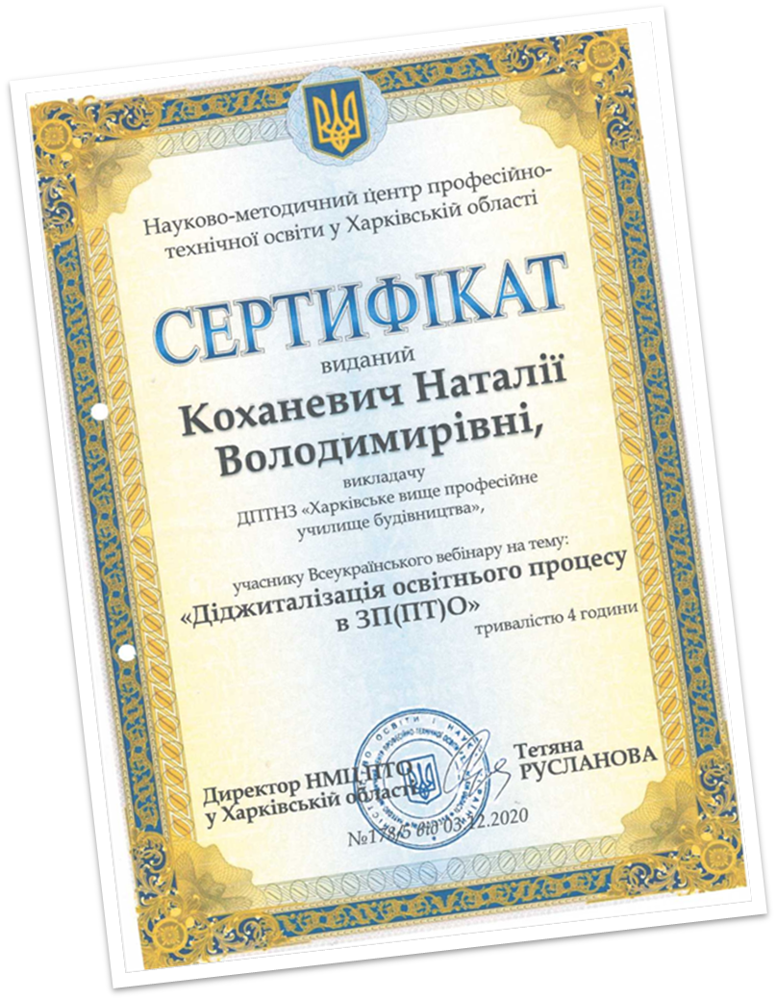 Науково-методичний центр професійно-
технічної освіти у Харківській області
СЕРТИФІКАТ
виданий
Коханевич Наталії
Володимирівні,
викладачу
ДПТНЗ «Харківське вище професійне
училище будівництва»,
учаснику Всеукраїнського вебінару на тему:
«Діджиталізація освітнього процесу
в ЗП(ПТ)О»
тривалістю 4 години
Директор НМЦ ПТО
у Харківській області
Тетяна
РУСЛАНОВА
№178/5 від 03.12.2020